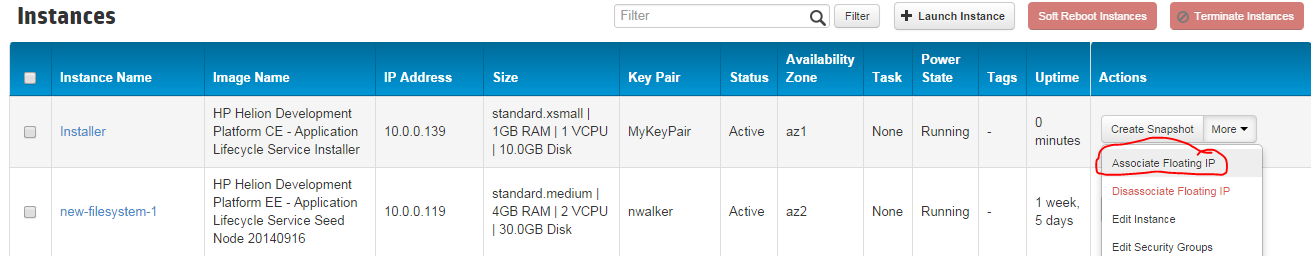 Instances
Filter Filter Launch Instance Soft Reboot Instances Terminate Instances
Instance Name Image Name IP Address Size Key Pair Status Availability Zone Task Power State Tags Uptime Actions
Installer
HP Helion Development
Platform CE - Application
Lifecycle Service Installer
10.0.0.139
standard.xsmall |
1GB RAM | 1 VCPU
| 10.0GB Disk
MyKeyPair
Active
az1
None
Running
-
0
minutes
Create Snapshot More
Associate Floating IP
Disassociate Floating IP
Edit Instance
Edit Security Groups
new-filesystem-1
HP Helion Development
Platform EE - Application
Lifecycle Service Seed
Node 20140916
10.0.0.119
standard.medium |
4GB RAM | 2 VCPU
| 30.0GB Disk
nwalker
Active
az2
None
Running
-
1 week,
5 days